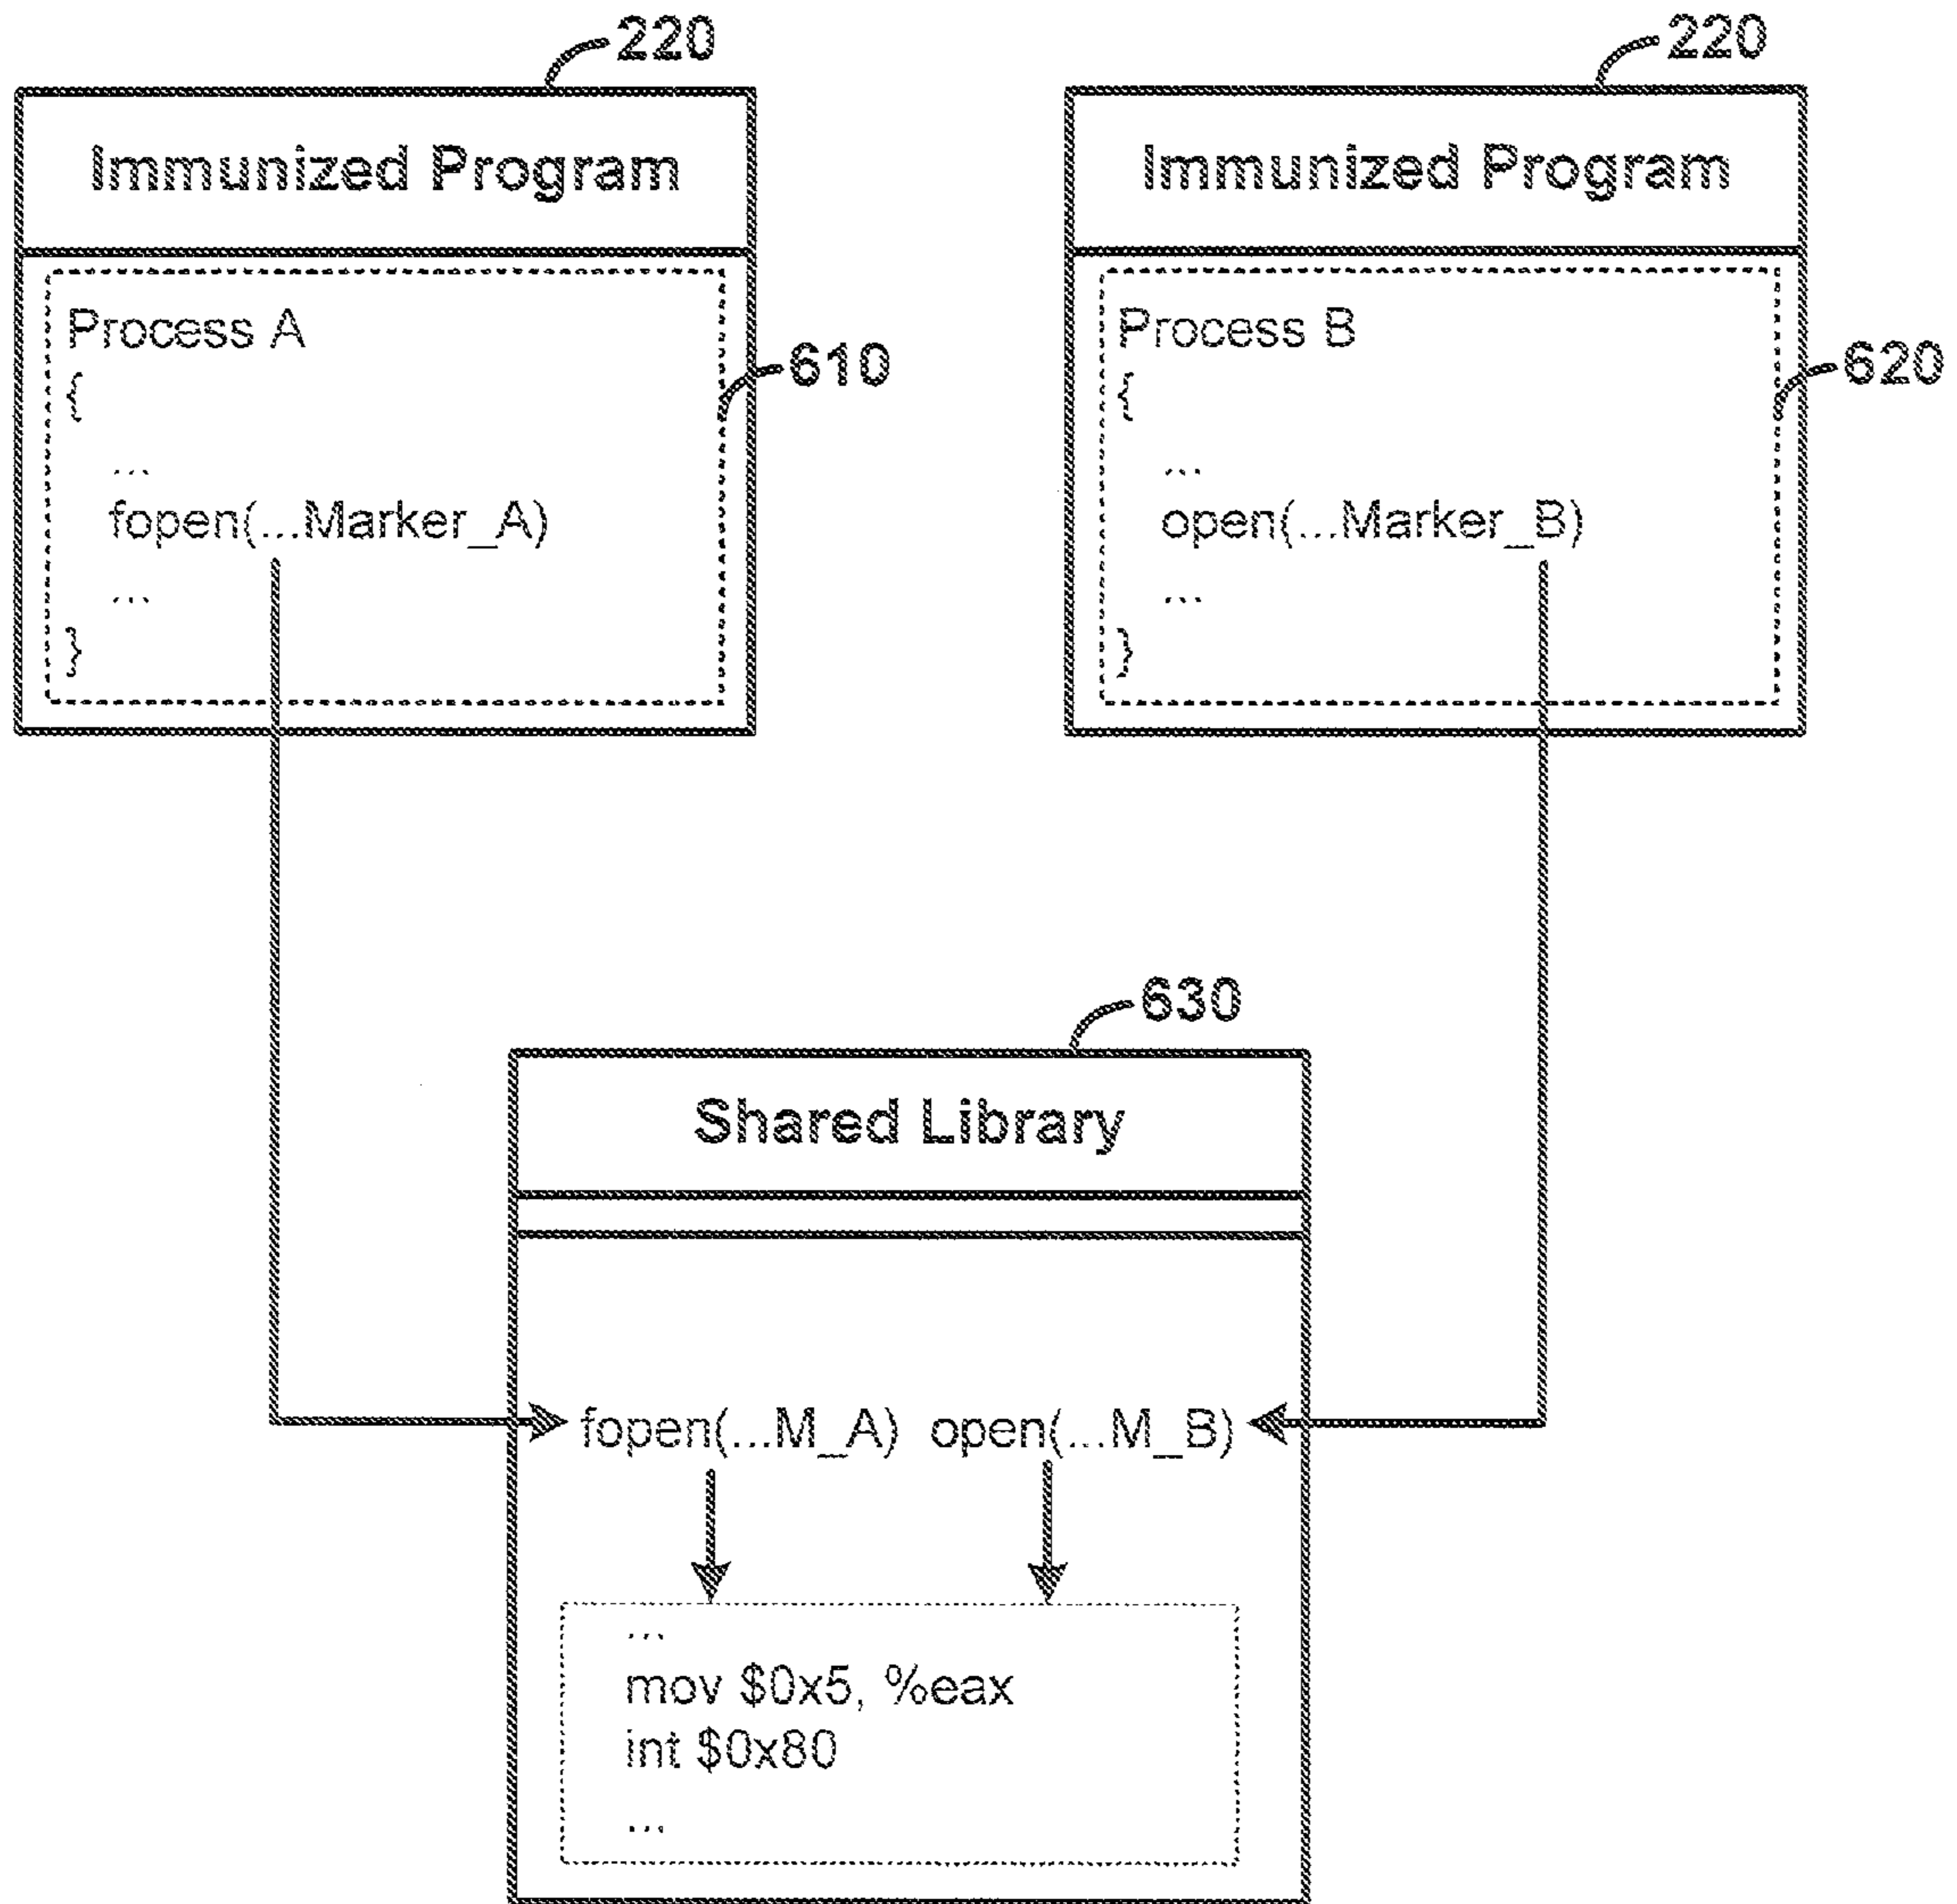 220
Immunized Program
Process A
{
...
fopen(...Marker_A)
...
}
610
220
Immunized Program
Process B
{
...
open(...Marker_B)
...
}
620
630
Shared Library
fopen(...M_A) open(...M_B)
...
mov $0x5, %eax
int $0x80
...